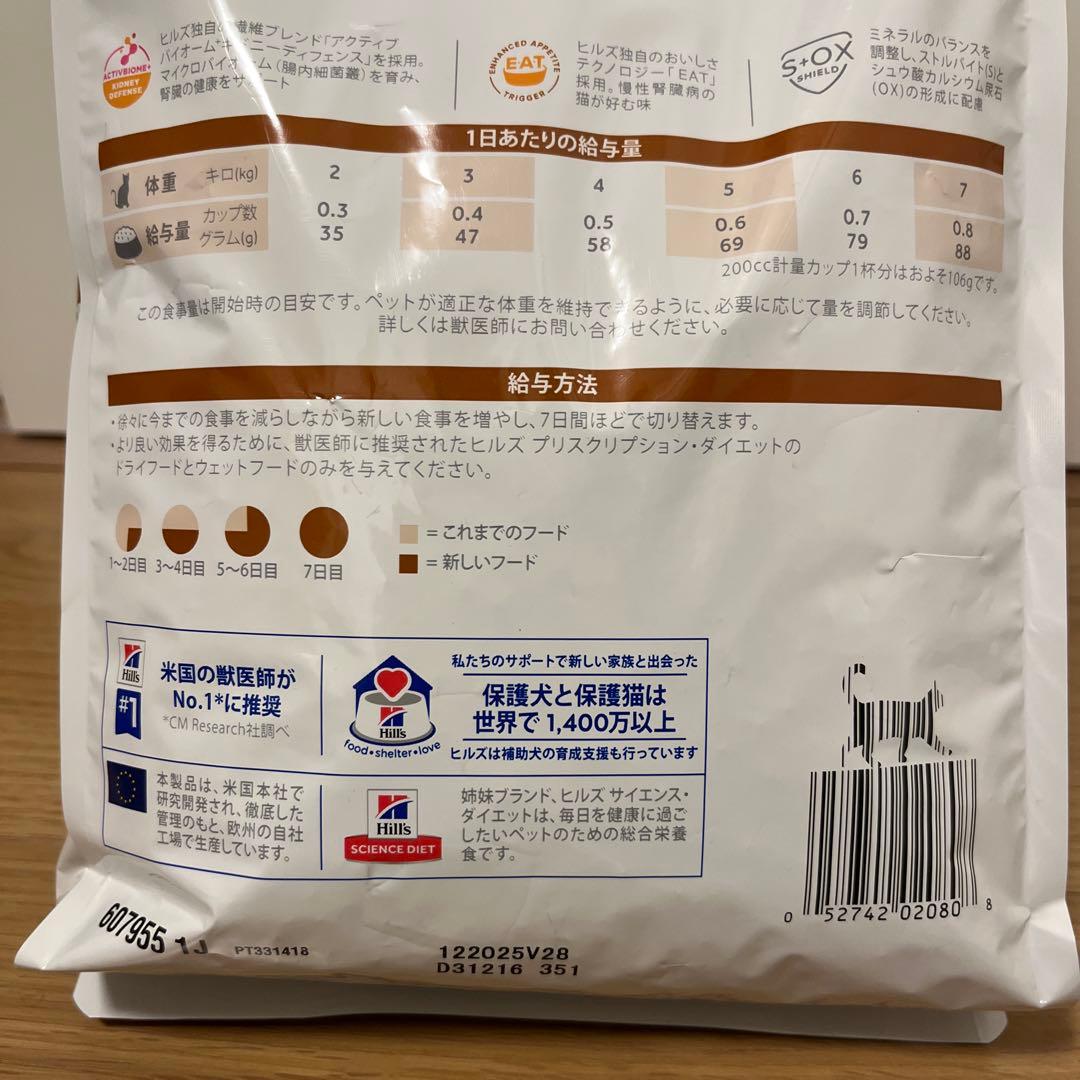 ヒルズ独自の繊維ブレンド「アクティブ
バイオーム+キドニーディフェンス」を採用。
マイクロバイオーム(腸内細菌叢)を育み、
腎臓の健康をサポート
ACTIVBIOME+
KIDNEY
DEFENSE
ENHANCED APPETITE
E.A.T.
TRIGGER
ヒルズ独自のおいしさ
テクノロジー「EAT」
採用。慢性腎臓病の
猫が好む味
S+OX
SHIELD
ミネラルのバランスを
調整し、ストルバイト(S)と
シュウ酸カルシウム尿石
(OX)の形成に配慮
1日あたりの給与量
体重 キロ(kg) 2 3 4 5 6 7
給与量 カップ数 0.3 0.4 0.5 0.6 0.7 0.8
グラム(g) 35 47 58 69 79 88
200cc計量カップ1杯分はおよそ106gです。
この食事量は開始時の目安です。ペットが適正な体重を維持できるように、必要に応じて量を調節してください。
詳しくは獣医師にお問い合わせください。
給与方法
・徐々に今までの食事を減らしながら新しい食事を増やし、7日間ほどで切り替えます。
・より良い効果を得るために、獣医師に推奨されたヒルズ プリスクリプション・ダイエットの
ドライフードとウェットフードのみを与えてください。
1〜2日目 3〜4日目 5〜6日目 7日目
= これまでのフード
= 新しいフード
Hill's
#1
米国の獣医師が
No.1*に推奨
*CM Research社調べ
Hill's
food・shelter・love
私たちのサポートで新しい家族と出会った
保護犬と保護猫は
世界で 1,400万以上
ヒルズは補助犬の育成支援も行っています
本製品は、米国本社で
研究開発され、徹底した
管理のもと、欧州の自社
工場で生産しています。
Hill's
SCIENCE DIET
姉妹ブランド、ヒルズ サイエンス・
ダイエットは、毎日を健康に過ご
したいペットのための総合栄養
食です。
0 52742 02080 8
607955 1J
PT331418
122025V28
D31216 351